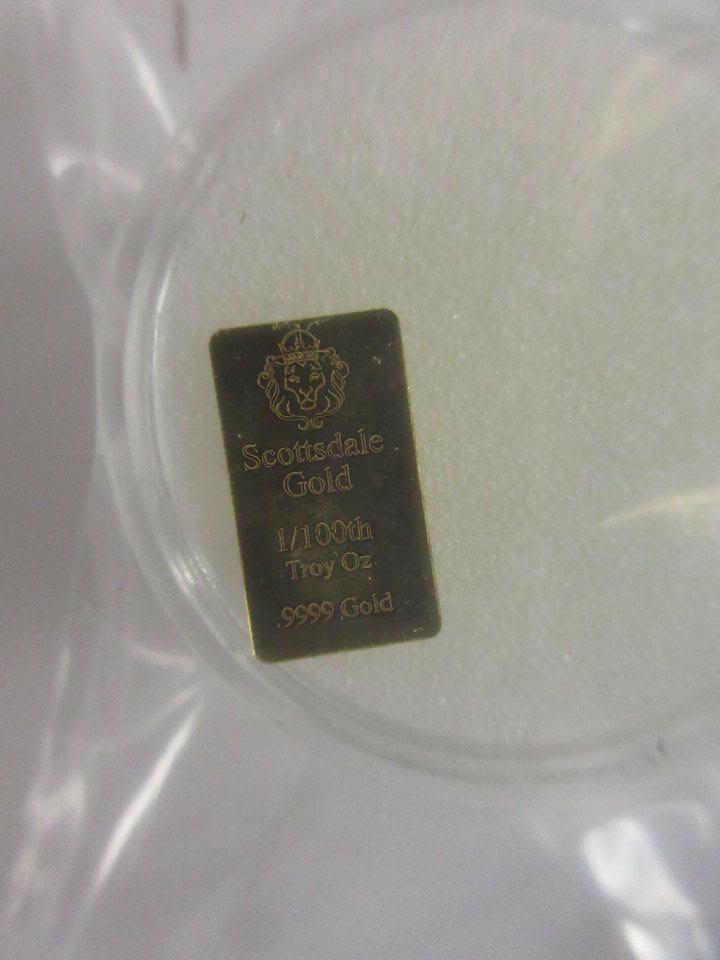 Scottsdale
Gold
1/100th
Troy Oz
.9999 Gold